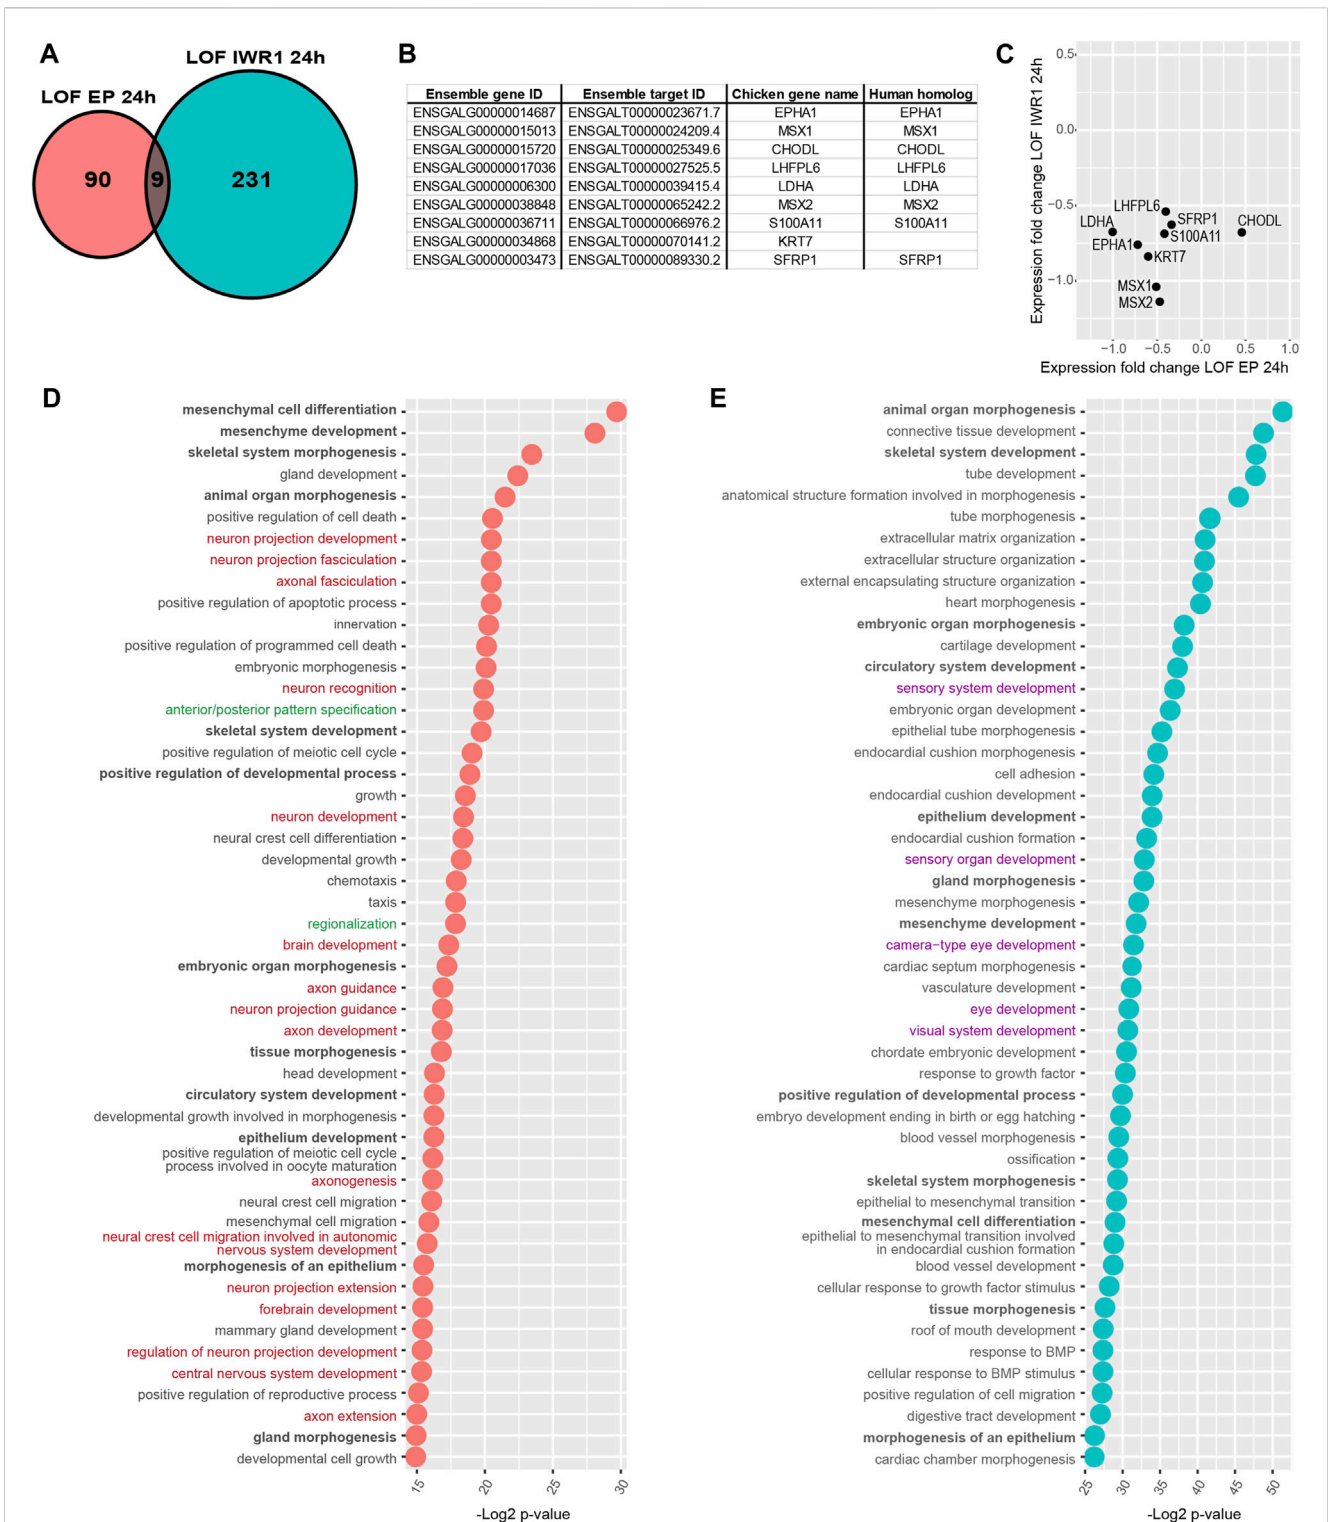 A
LOF IWR1 24h
LOF EP 24h
90
9
231
B
Ensemble gene ID Ensemble target ID Chicken gene name Human homolog
ENSGALG00000014687 ENSGALT00000023671.7 EPHA1 EPHA1
ENSGALG00000015013 ENSGALT00000024209.4 MSX1 MSX1
ENSGALG00000015720 ENSGALT00000025349.6 CHODL CHODL
ENSGALG00000017036 ENSGALT00000027525.5 LHFPL6 LHFPL6
ENSGALG00000006300 ENSGALT00000039415.4 LDHA LDHA
ENSGALG00000038848 ENSGALT00000065242.2 MSX2 MSX2
ENSGALG00000036711 ENSGALT00000066976.2 S100A11 S100A11
ENSGALG00000034868 ENSGALT00000070141.2 KRT7
ENSGALG00000003473 ENSGALT00000089330.2 SFRP1 SFRP1
C
Expression fold change LOF IWR1 24h
0.5
0.0
−0.5
−1.0
LHFPL6
LDHA
SFRP1
CHODL
S100A11
EPHA1
KRT7
MSX1
MSX2
−1.0 −0.5 0.0 0.5 1.0
Expression fold change LOF EP 24h
D
mesenchymal cell differentiation
mesenchyme development
skeletal system morphogenesis
gland development
animal organ morphogenesis
positive regulation of cell death
neuron projection development
neuron projection fasciculation
axonal fasciculation
positive regulation of apoptotic process
innervation
positive regulation of programmed cell death
embryonic morphogenesis
neuron recognition
anterior/posterior pattern specification
skeletal system development
positive regulation of meiotic cell cycle
positive regulation of developmental process
growth
neuron development
neural crest cell differentiation
developmental growth
chemotaxis
taxis
regionalization
brain development
embryonic organ morphogenesis
axon guidance
neuron projection guidance
axon development
tissue morphogenesis
head development
circulatory system development
developmental growth involved in morphogenesis
epithelium development
positive regulation of meiotic cell cycle
process involved in oocyte maturation
axonogenesis
neural crest cell migration
mesenchymal cell migration
neural crest cell migration involved in autonomic
nervous system development
morphogenesis of an epithelium
neuron projection extension
forebrain development
mammary gland development
regulation of neuron projection development
central nervous system development
positive regulation of reproductive process
axon extension
gland morphogenesis
developmental cell growth
15 20 25 30
-Log2 p-value
E
animal organ morphogenesis
connective tissue development
skeletal system development
tube development
anatomical structure formation involved in morphogenesis
tube morphogenesis
extracellular matrix organization
extracellular structure organization
external encapsulating structure organization
heart morphogenesis
embryonic organ morphogenesis
cartilage development
circulatory system development
sensory system development
embryonic organ development
epithelial tube morphogenesis
endocardial cushion morphogenesis
cell adhesion
endocardial cushion development
epithelium development
endocardial cushion formation
sensory organ development
gland morphogenesis
mesenchyme morphogenesis
mesenchyme development
camera−type eye development
cardiac septum morphogenesis
vasculature development
eye development
visual system development
chordate embryonic development
response to growth factor
positive regulation of developmental process
embryo development ending in birth or egg hatching
blood vessel morphogenesis
ossification
skeletal system morphogenesis
epithelial to mesenchymal transition
mesenchymal cell differentiation
epithelial to mesenchymal transition involved
in endocardial cushion formation
blood vessel development
cellular response to growth factor stimulus
tissue morphogenesis
roof of mouth development
response to BMP
cellular response to BMP stimulus
positive regulation of cell migration
digestive tract development
morphogenesis of an epithelium
cardiac chamber morphogenesis
25 30 35 40 45 50
-Log2 p-value